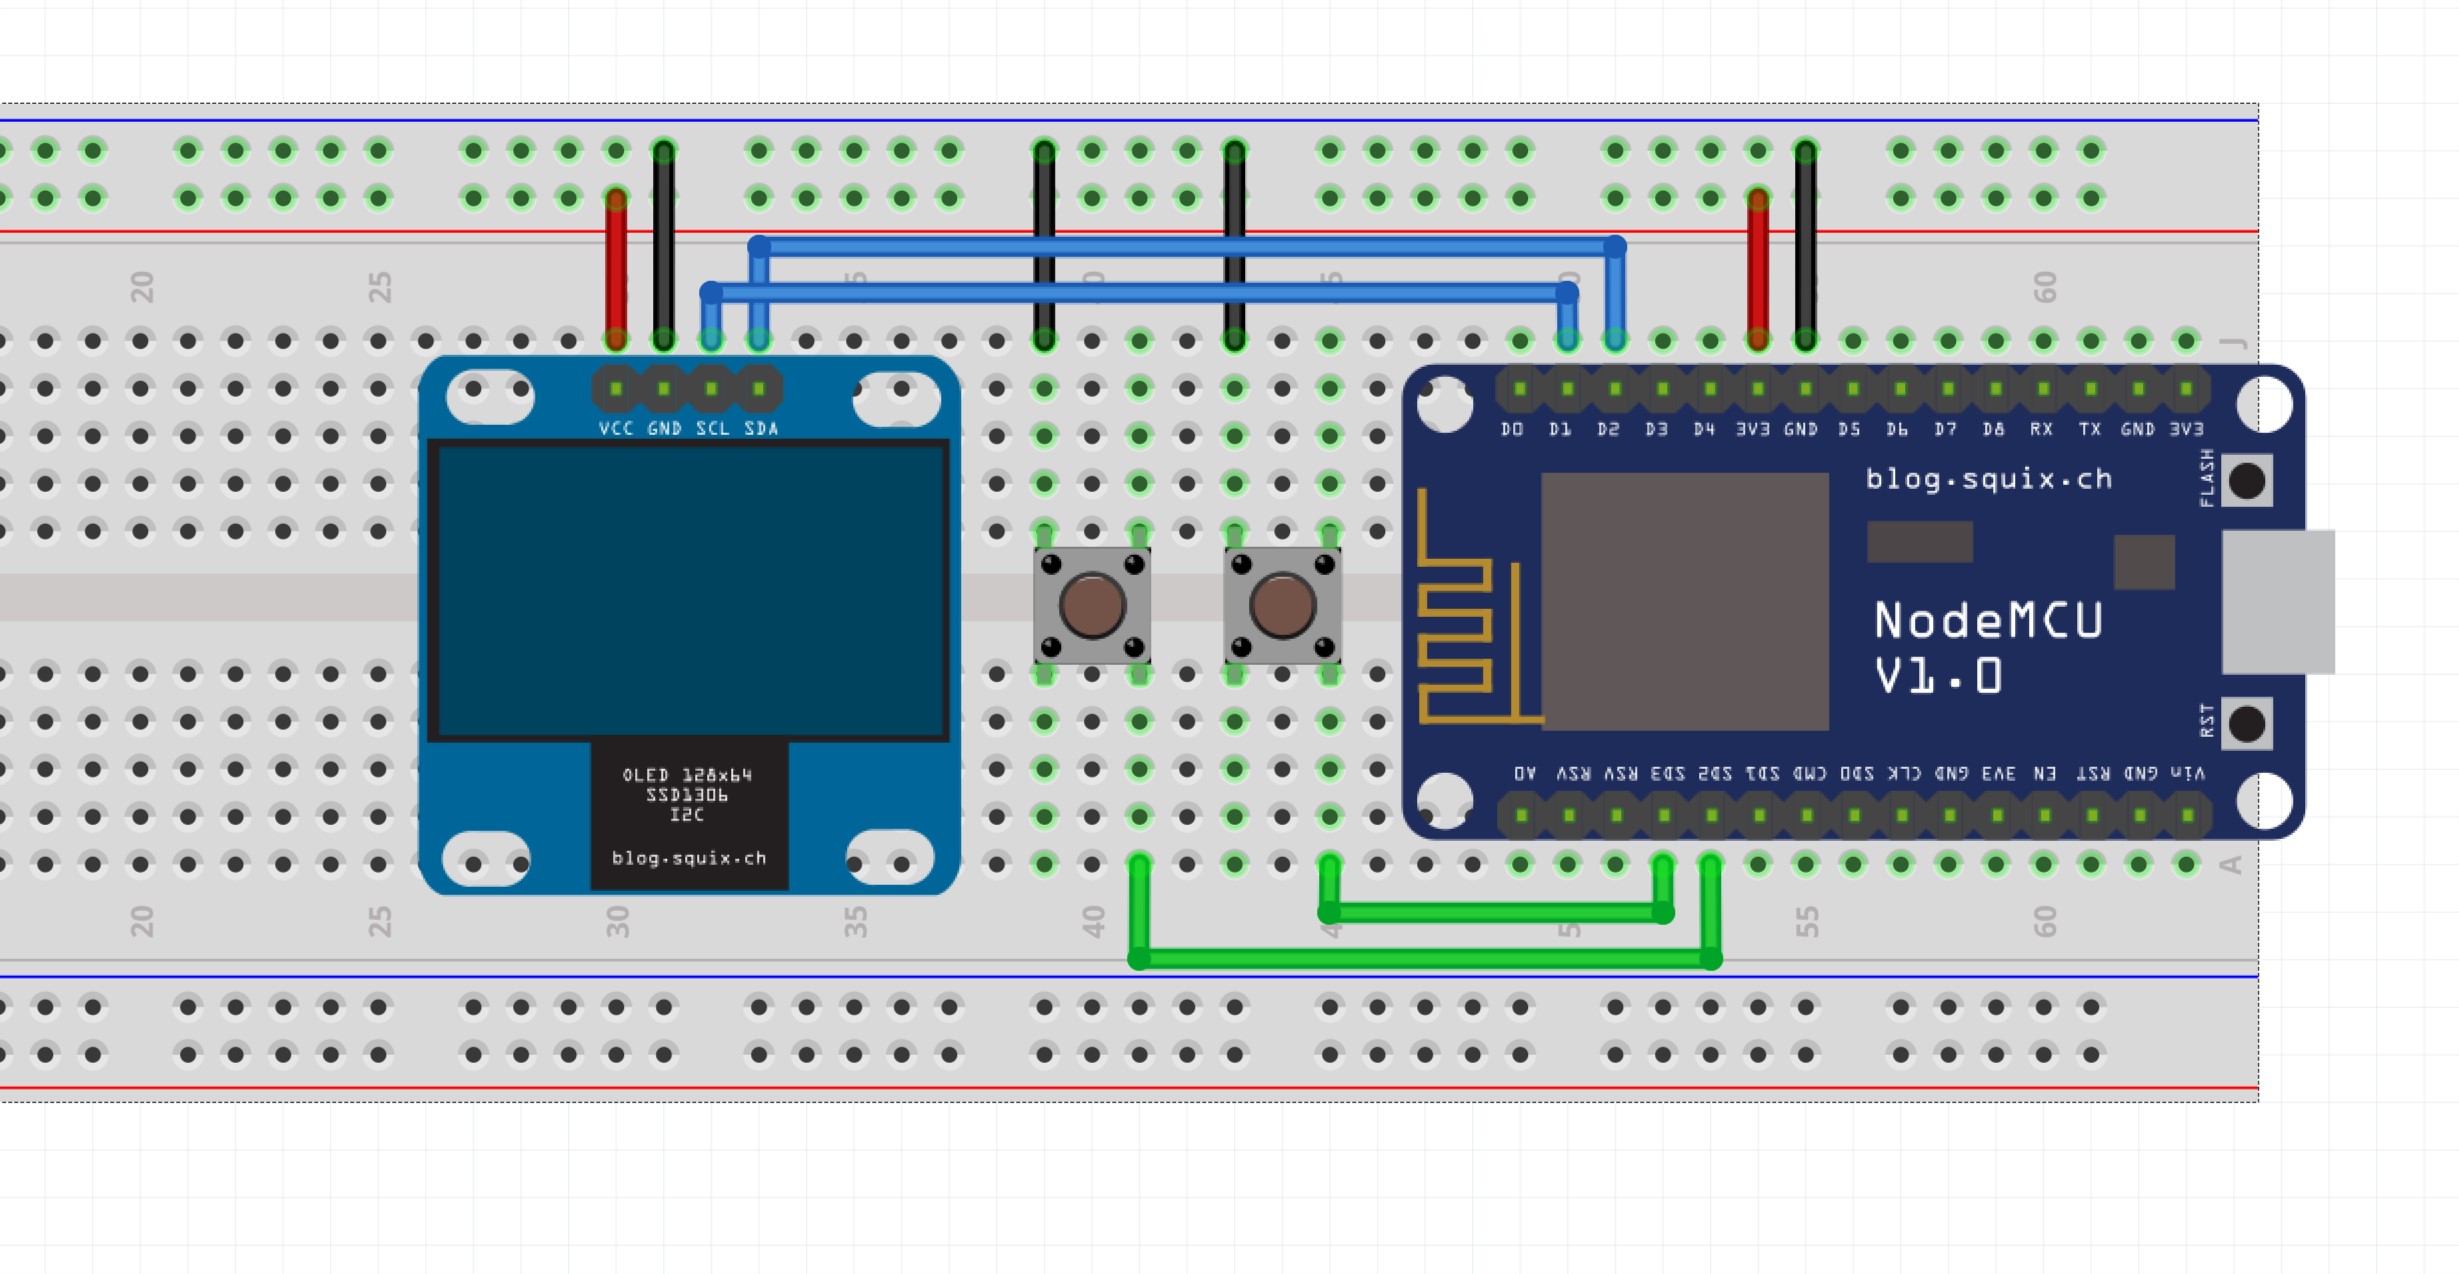 20 25 60
J
VCC GND SCL SDA
D0 D1 D2 D3 D4 3V3 GND D5 D6 D7 D8 RX TX GND 3V3
FLASH
blog.squix.ch
NodeMCU
V1.0
RST
A0 RSV RSV SD3 SD2 SD1 CMD SD0 CLK GND 3V3 EN RST GND Vin
OLED 128x64
SSD1306
I2C
blog.squix.ch
A
20 25 30 35 40 55 60